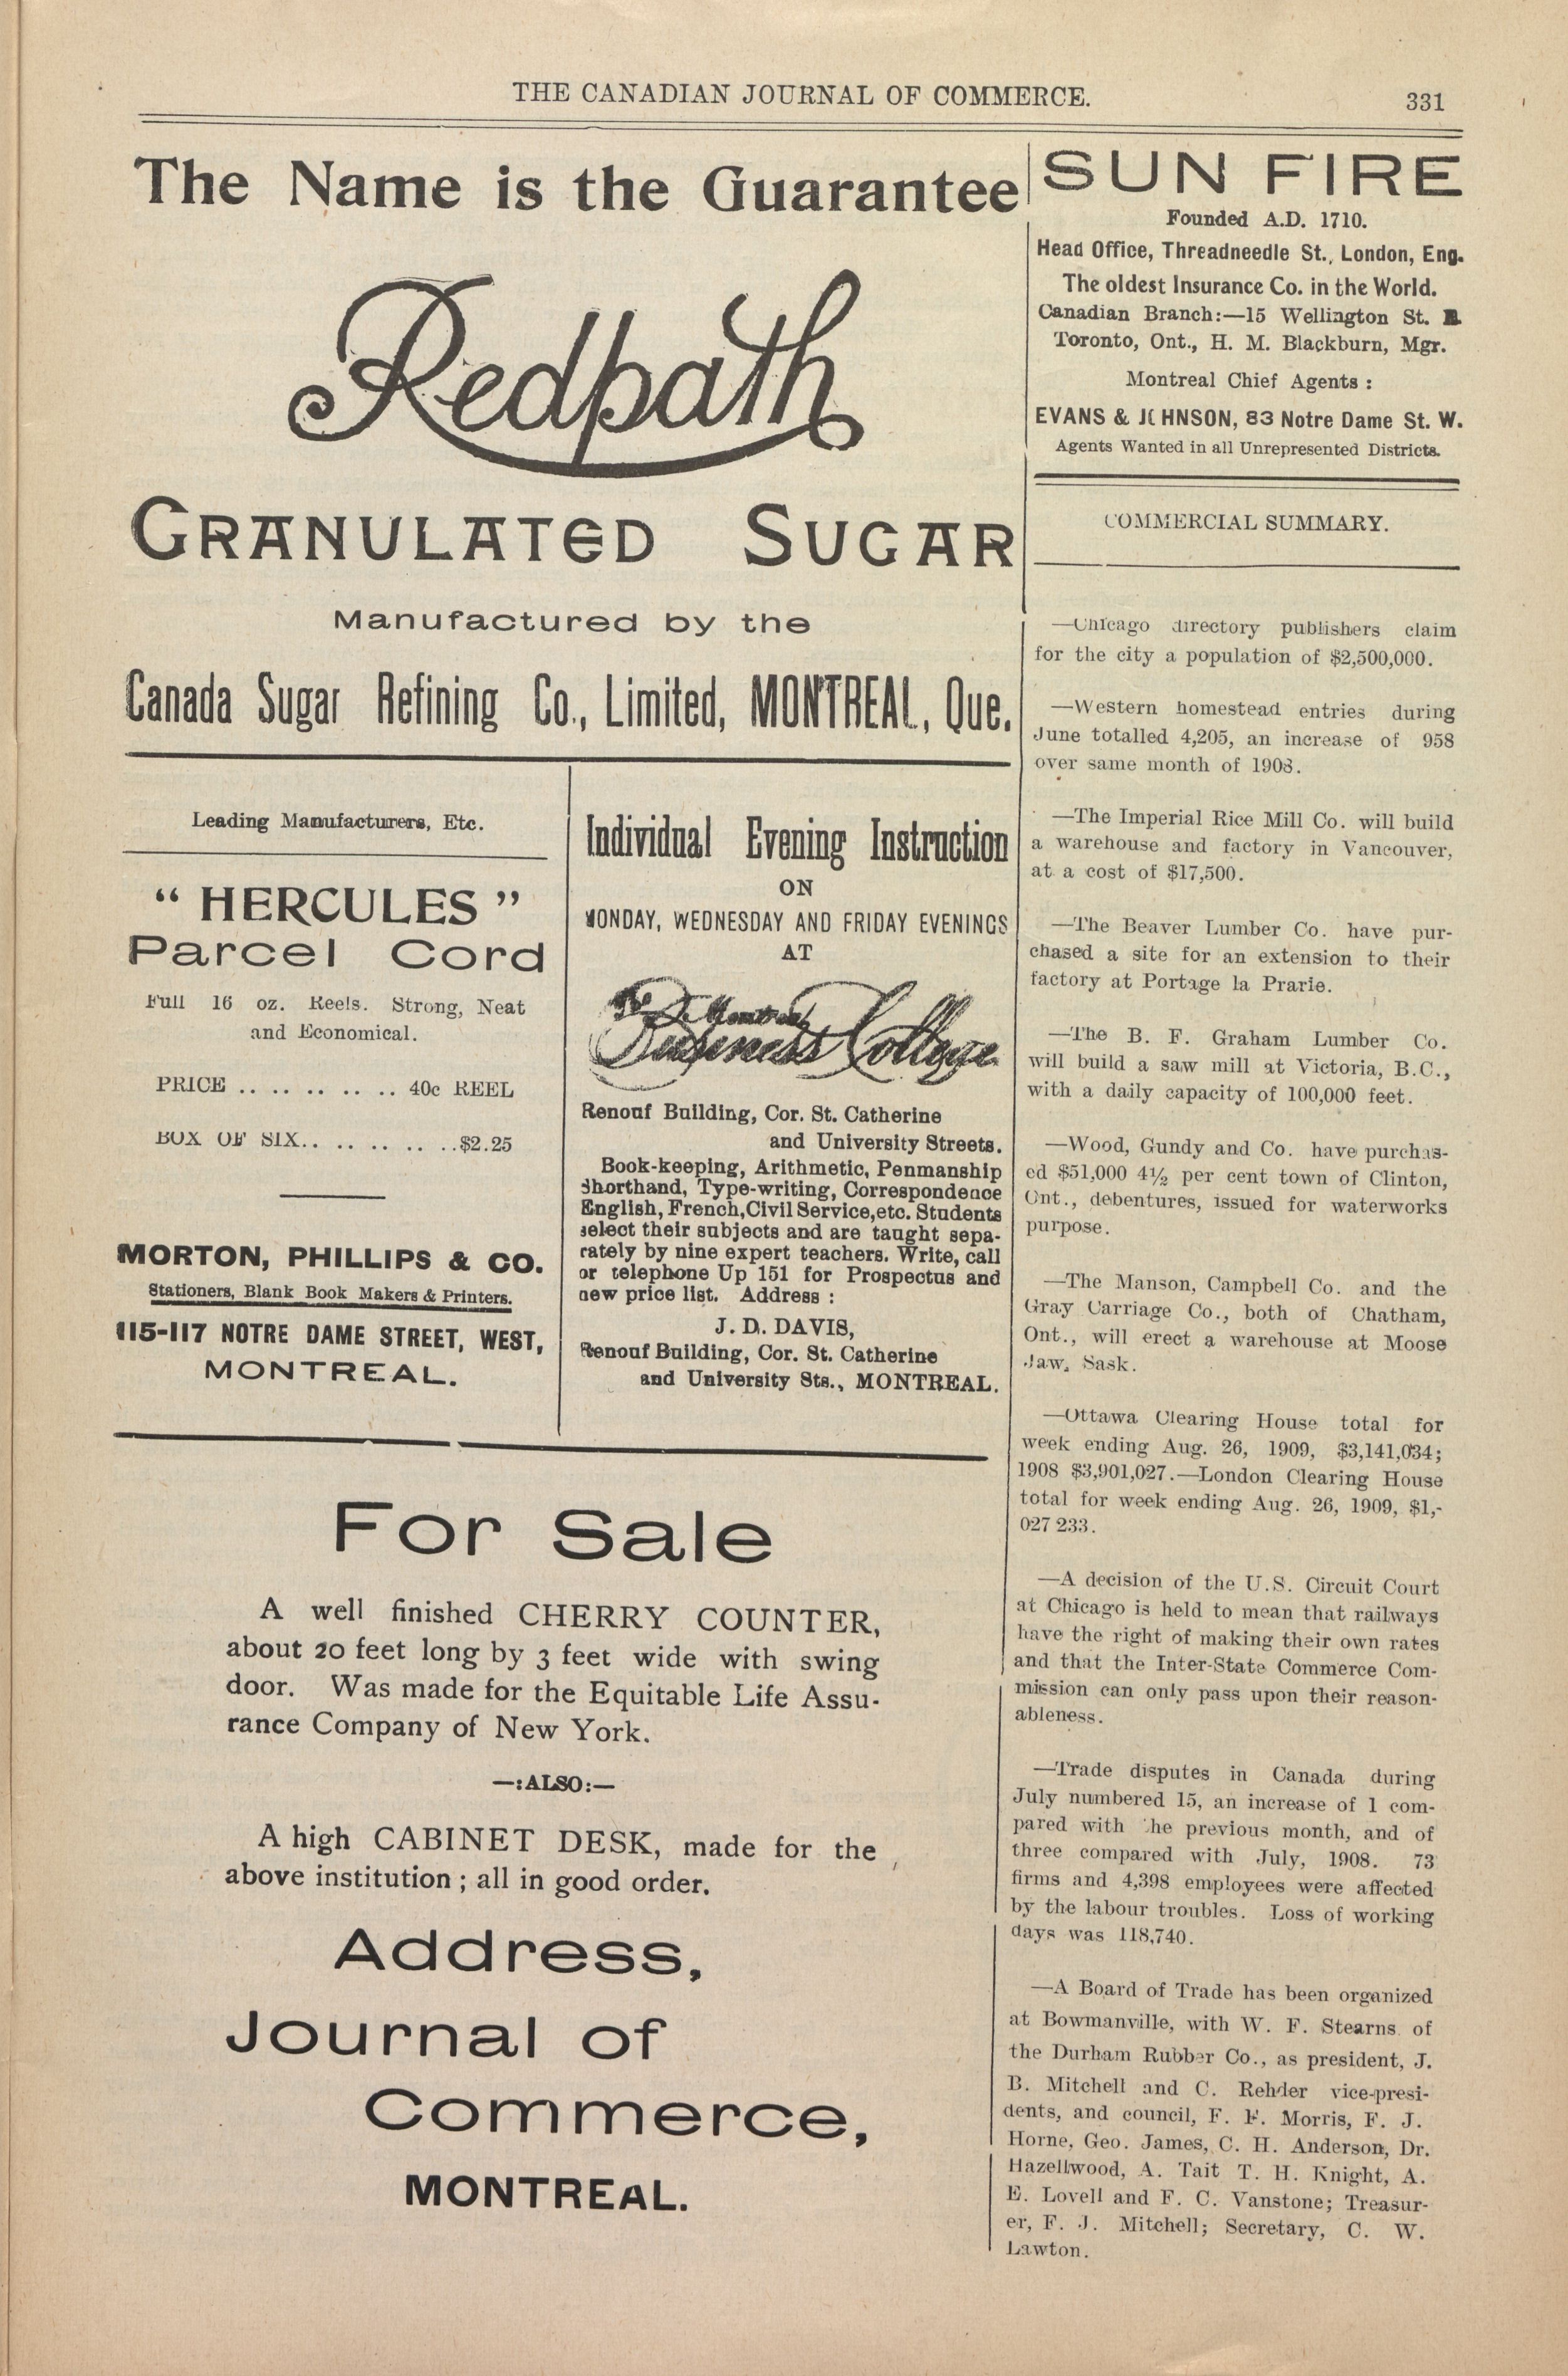 THE CANADIAN JOURNAL OF COMMERCE.
331
The Name is the Guarantee
Redpath
GRANULATED SUGAR
Manufactured by the
Canada Sugar Refining Co., Limited, MONTREAL, Que.
Leading Manufacturers, Etc.
" HERCULES "
Parcel Cord
Full 16 oz. Reels. Strong, Neat
and Economical.
PRICE .. .. .. .. .. 40c REEL
BOX OF SIX.. .. .. .. .. ..$2.25
MORTON, PHILLIPS & CO.
Stationers, Blank Book Makers & Printers.
115-117 NOTRE DAME STREET, WEST,
MONTREAL.
Individual Evening Instruction
ON
MONDAY, WEDNESDAY AND FRIDAY EVENINGS
AT
Business College
Renouf Building, Cor. St. Catherine
and University Streets.
Book-keeping, Arithmetic, Penmanship
Shorthand, Type-writing, Correspondence
English, French, Civil Service, etc. Students
select their subjects and are taught sepa-
rately by nine expert teachers. Write, call
or telephone Up 151 for Prospectus and
new price list. Address :
J. D. DAVIS,
Renouf Building, Cor. St. Catherine
and University Sts., MONTREAL.
For Sale
A well finished CHERRY COUNTER,
about 20 feet long by 3 feet wide with swing
door. Was made for the Equitable Life Assu-
rance Company of New York.
—:ALSO:—
A high CABINET DESK, made for the
above institution ; all in good order.
Address,
Journal of
Commerce,
MONTREAL.
SUN FIRE
Founded A.D. 1710.
Head Office, Threadneedle St., London, Eng.
The oldest Insurance Co. in the World.
Canadian Branch:—15 Wellington St. E.
Toronto, Ont., H. M. Blackburn, Mgr.
Montreal Chief Agents :
EVANS & JOHNSON, 83 Notre Dame St. W.
Agents Wanted in all Unrepresented Districts.
COMMERCIAL SUMMARY.
—Chicago directory publishers claim
for the city a population of $2,500,000.
—Western homestead entries during
June totalled 4,205, an increase of 958
over same month of 1908.
—The Imperial Rice Mill Co. will build
a warehouse and factory in Vancouver,
at a cost of $17,500.
—The Beaver Lumber Co. have pur-
chased a site for an extension to their
factory at Portage la Prarie.
—The B. F. Graham Lumber Co.
will build a saw mill at Victoria, B.C.,
with a daily capacity of 100,000 feet.
—Wood, Gundy and Co. have purchas-
ed $51,000 4½ per cent town of Clinton,
Ont., debentures, issued for waterworks
purpose.
—The Manson, Campbell Co. and the
Gray Carriage Co., both of Chatham,
Ont., will erect a warehouse at Moose
Jaw, Sask.
—Ottawa Clearing House total for
week ending Aug. 26, 1909, $3,141,034;
1908 $3,901,027.—London Clearing House
total for week ending Aug. 26, 1909, $1,-
027 233.
—A decision of the U.S. Circuit Court
at Chicago is held to mean that railways
have the right of making their own rates
and that the Inter-State Commerce Com-
mission can only pass upon their reason-
ableness.
—Trade disputes in Canada during
July numbered 15, an increase of 1 com-
pared with the previous month, and of
three compared with July, 1908. 73
firms and 4,398 employees were affected
by the labour troubles. Loss of working
days was 118,740.
—A Board of Trade has been organized
at Bowmanville, with W. F. Stearns of
the Durham Rubber Co., as president, J.
B. Mitchell and C. Rehder vice-presi-
dents, and council, F. F. Morris, F. J.
Horne, Geo. James, C. H. Anderson, Dr.
Hazellwood, A. Tait T. H. Knight, A.
E. Lovell and F. C. Vanstone; Treasur-
er, F. J. Mitchell; Secretary, C. W.
Lawton.